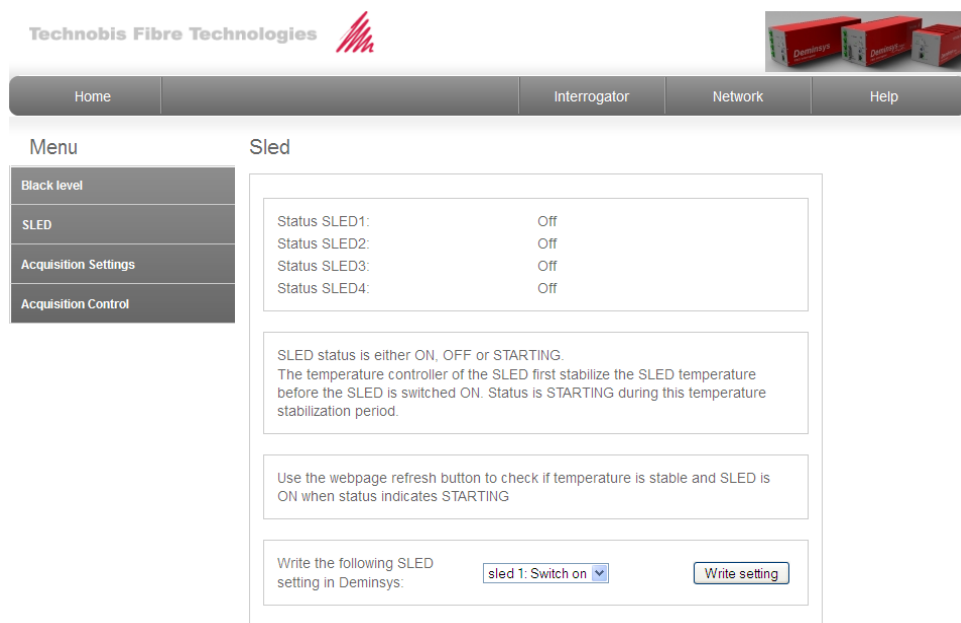 Technobis Fibre Technologies
Deminsys
Deminsys
Home
Interrogator
Network
Help
Menu
Sled
Black level
SLED
Acquisition Settings
Acquisition Control
Status SLED1: Off
Status SLED2: Off
Status SLED3: Off
Status SLED4: Off
SLED status is either ON, OFF or STARTING.
The temperature controller of the SLED first stabilize the SLED temperature
before the SLED is switched ON. Status is STARTING during this temperature
stabilization period.
Use the webpage refresh button to check if temperature is stable and SLED is
ON when status indicates STARTING
Write the following SLED
setting in Deminsys:
sled 1: Switch on
Write setting